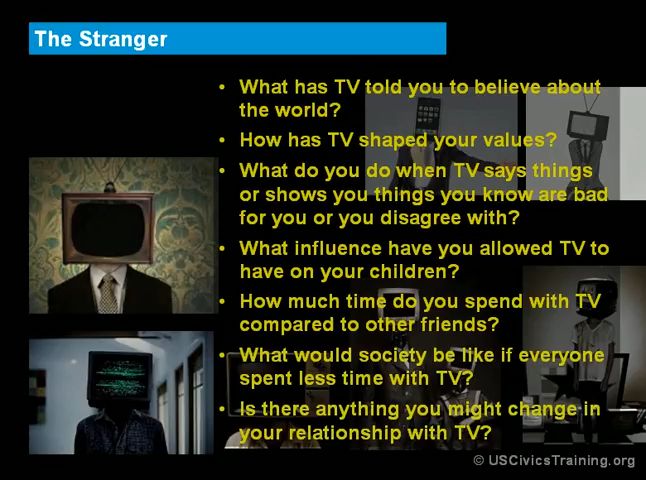 The Stranger
• What has TV told you to believe about
the world?
• How has TV shaped your values?
• What do you do when TV says things
or shows you things you know are bad
for you or you disagree with?
• What influence have you allowed TV to
have on your children?
• How much time do you spend with TV
compared to other friends?
• What would society be like if everyone
spent less time with TV?
• Is there anything you might change in
your relationship with TV?
© USCivicsTraining.org